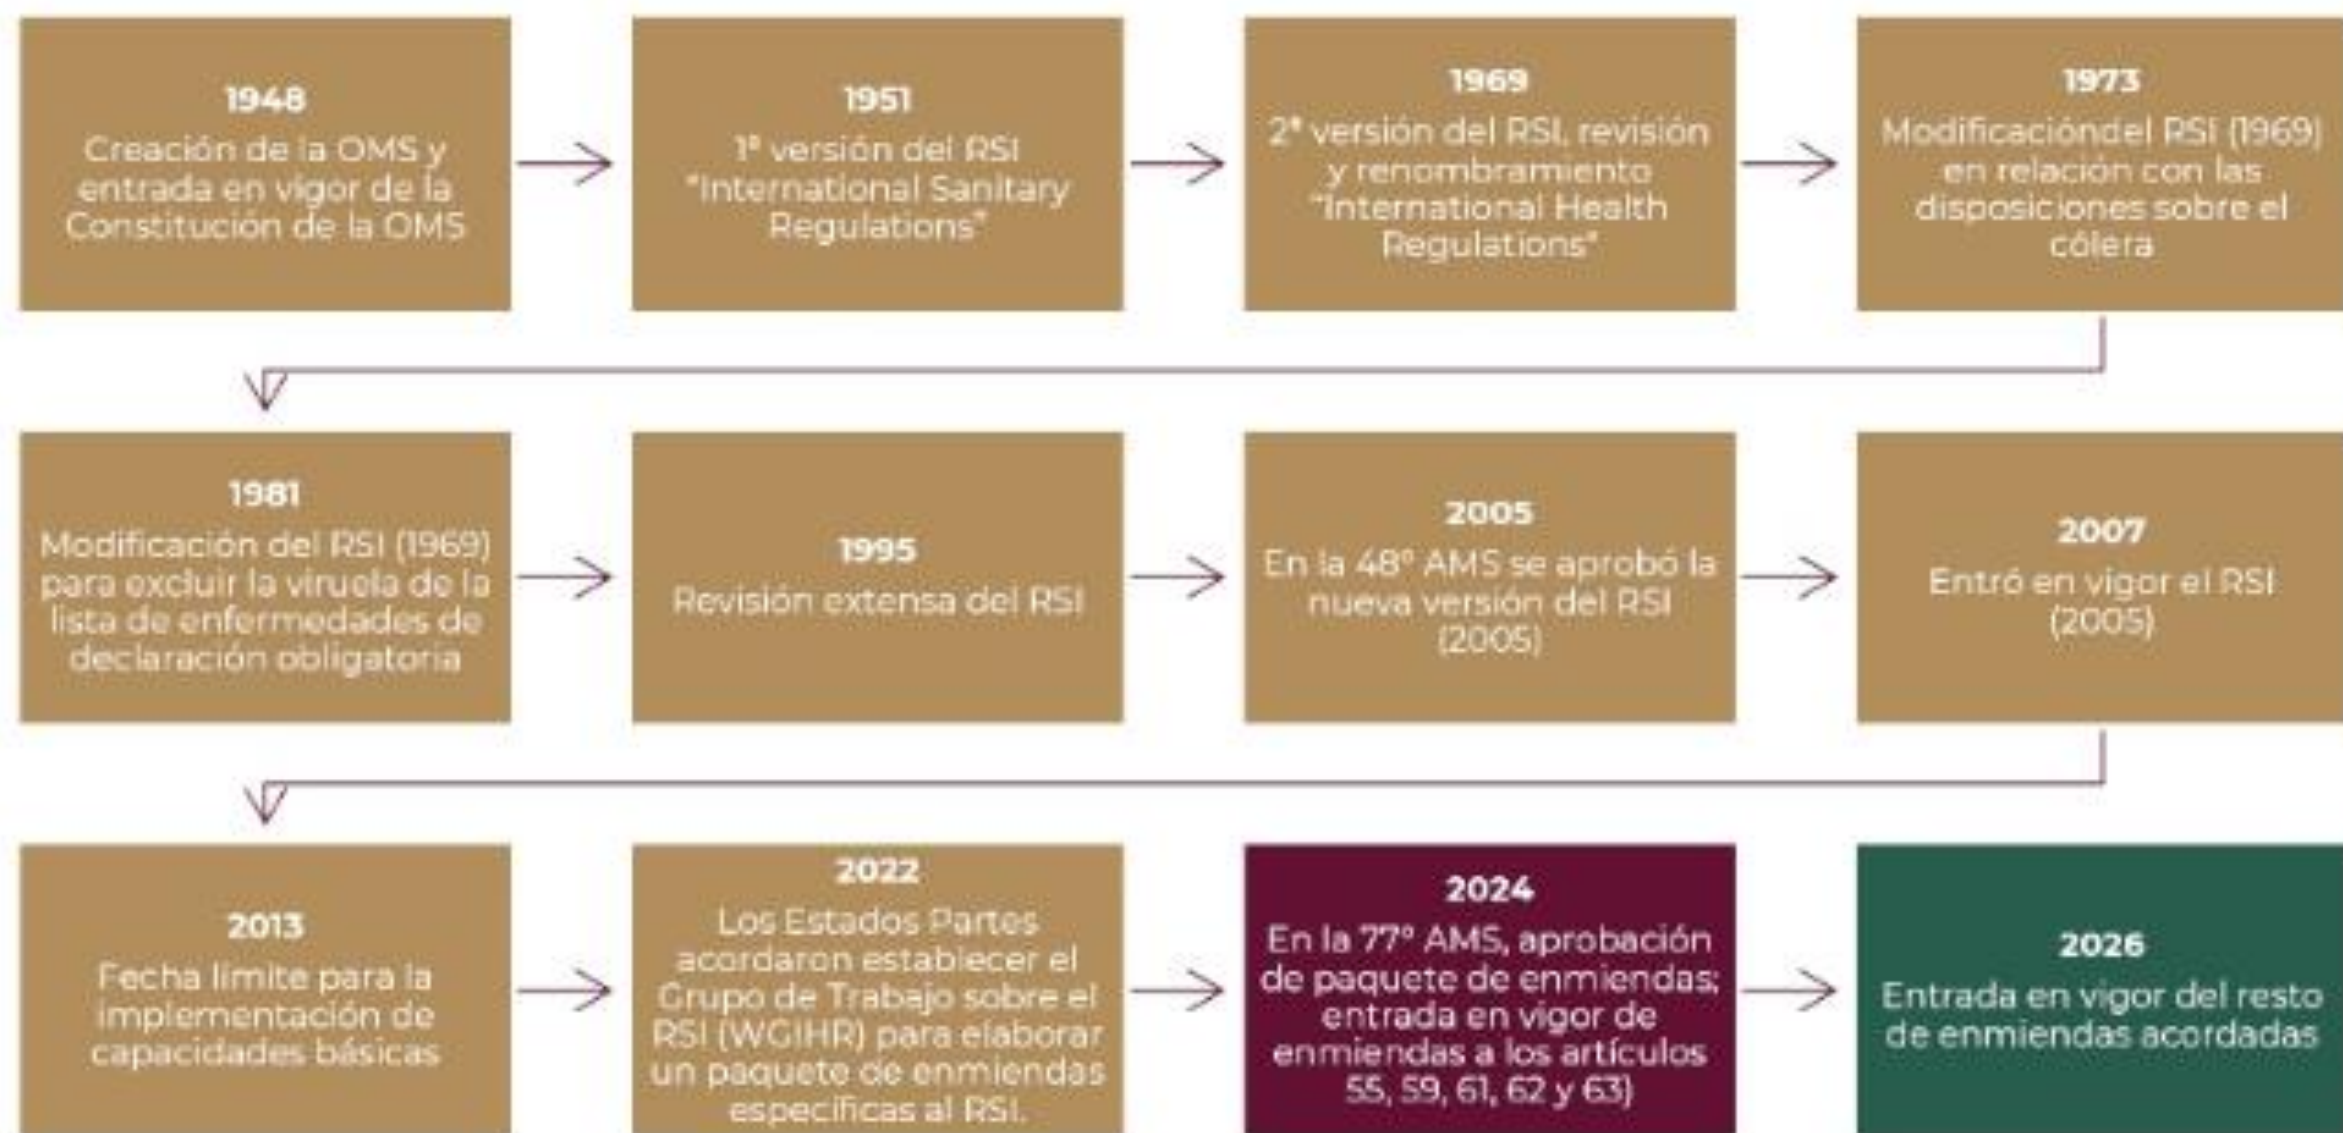 1948
Creación de la OMS y
entrada en vigor de la
Constitución de la OMS
1951
1ª versión del RSI
"International Sanitary
Regulations"
1969
2ª versión del RSI, revisión
y renombramiento
"International Health
Regulations"
1973
Modificacióndel RSI (1969)
en relación con las
disposiciones sobre el
cólera
1981
Modificación del RSI (1969)
para excluir la viruela de la
lista de enfermedades de
declaración obligatoria
1995
Revisión extensa del RSI
2005
En la 48ª AMS se aprobó la
nueva versión del RSI
(2005)
2007
Entró en vigor el RSI
(2005)
2013
Fecha límite para la
implementación de
capacidades básicas
2022
Los Estados Partes
acordaron establecer el
Grupo de Trabajo sobre el
RSI (WGIHR) para elaborar
un paquete de enmiendas
específicas al RSI.
2024
En la 77ª AMS, aprobación
de paquete de enmiendas;
entrada en vigor de
enmiendas a los artículos
55, 59, 61, 62 y 63)
2026
Entrada en vigor del resto
de enmiendas acordadas